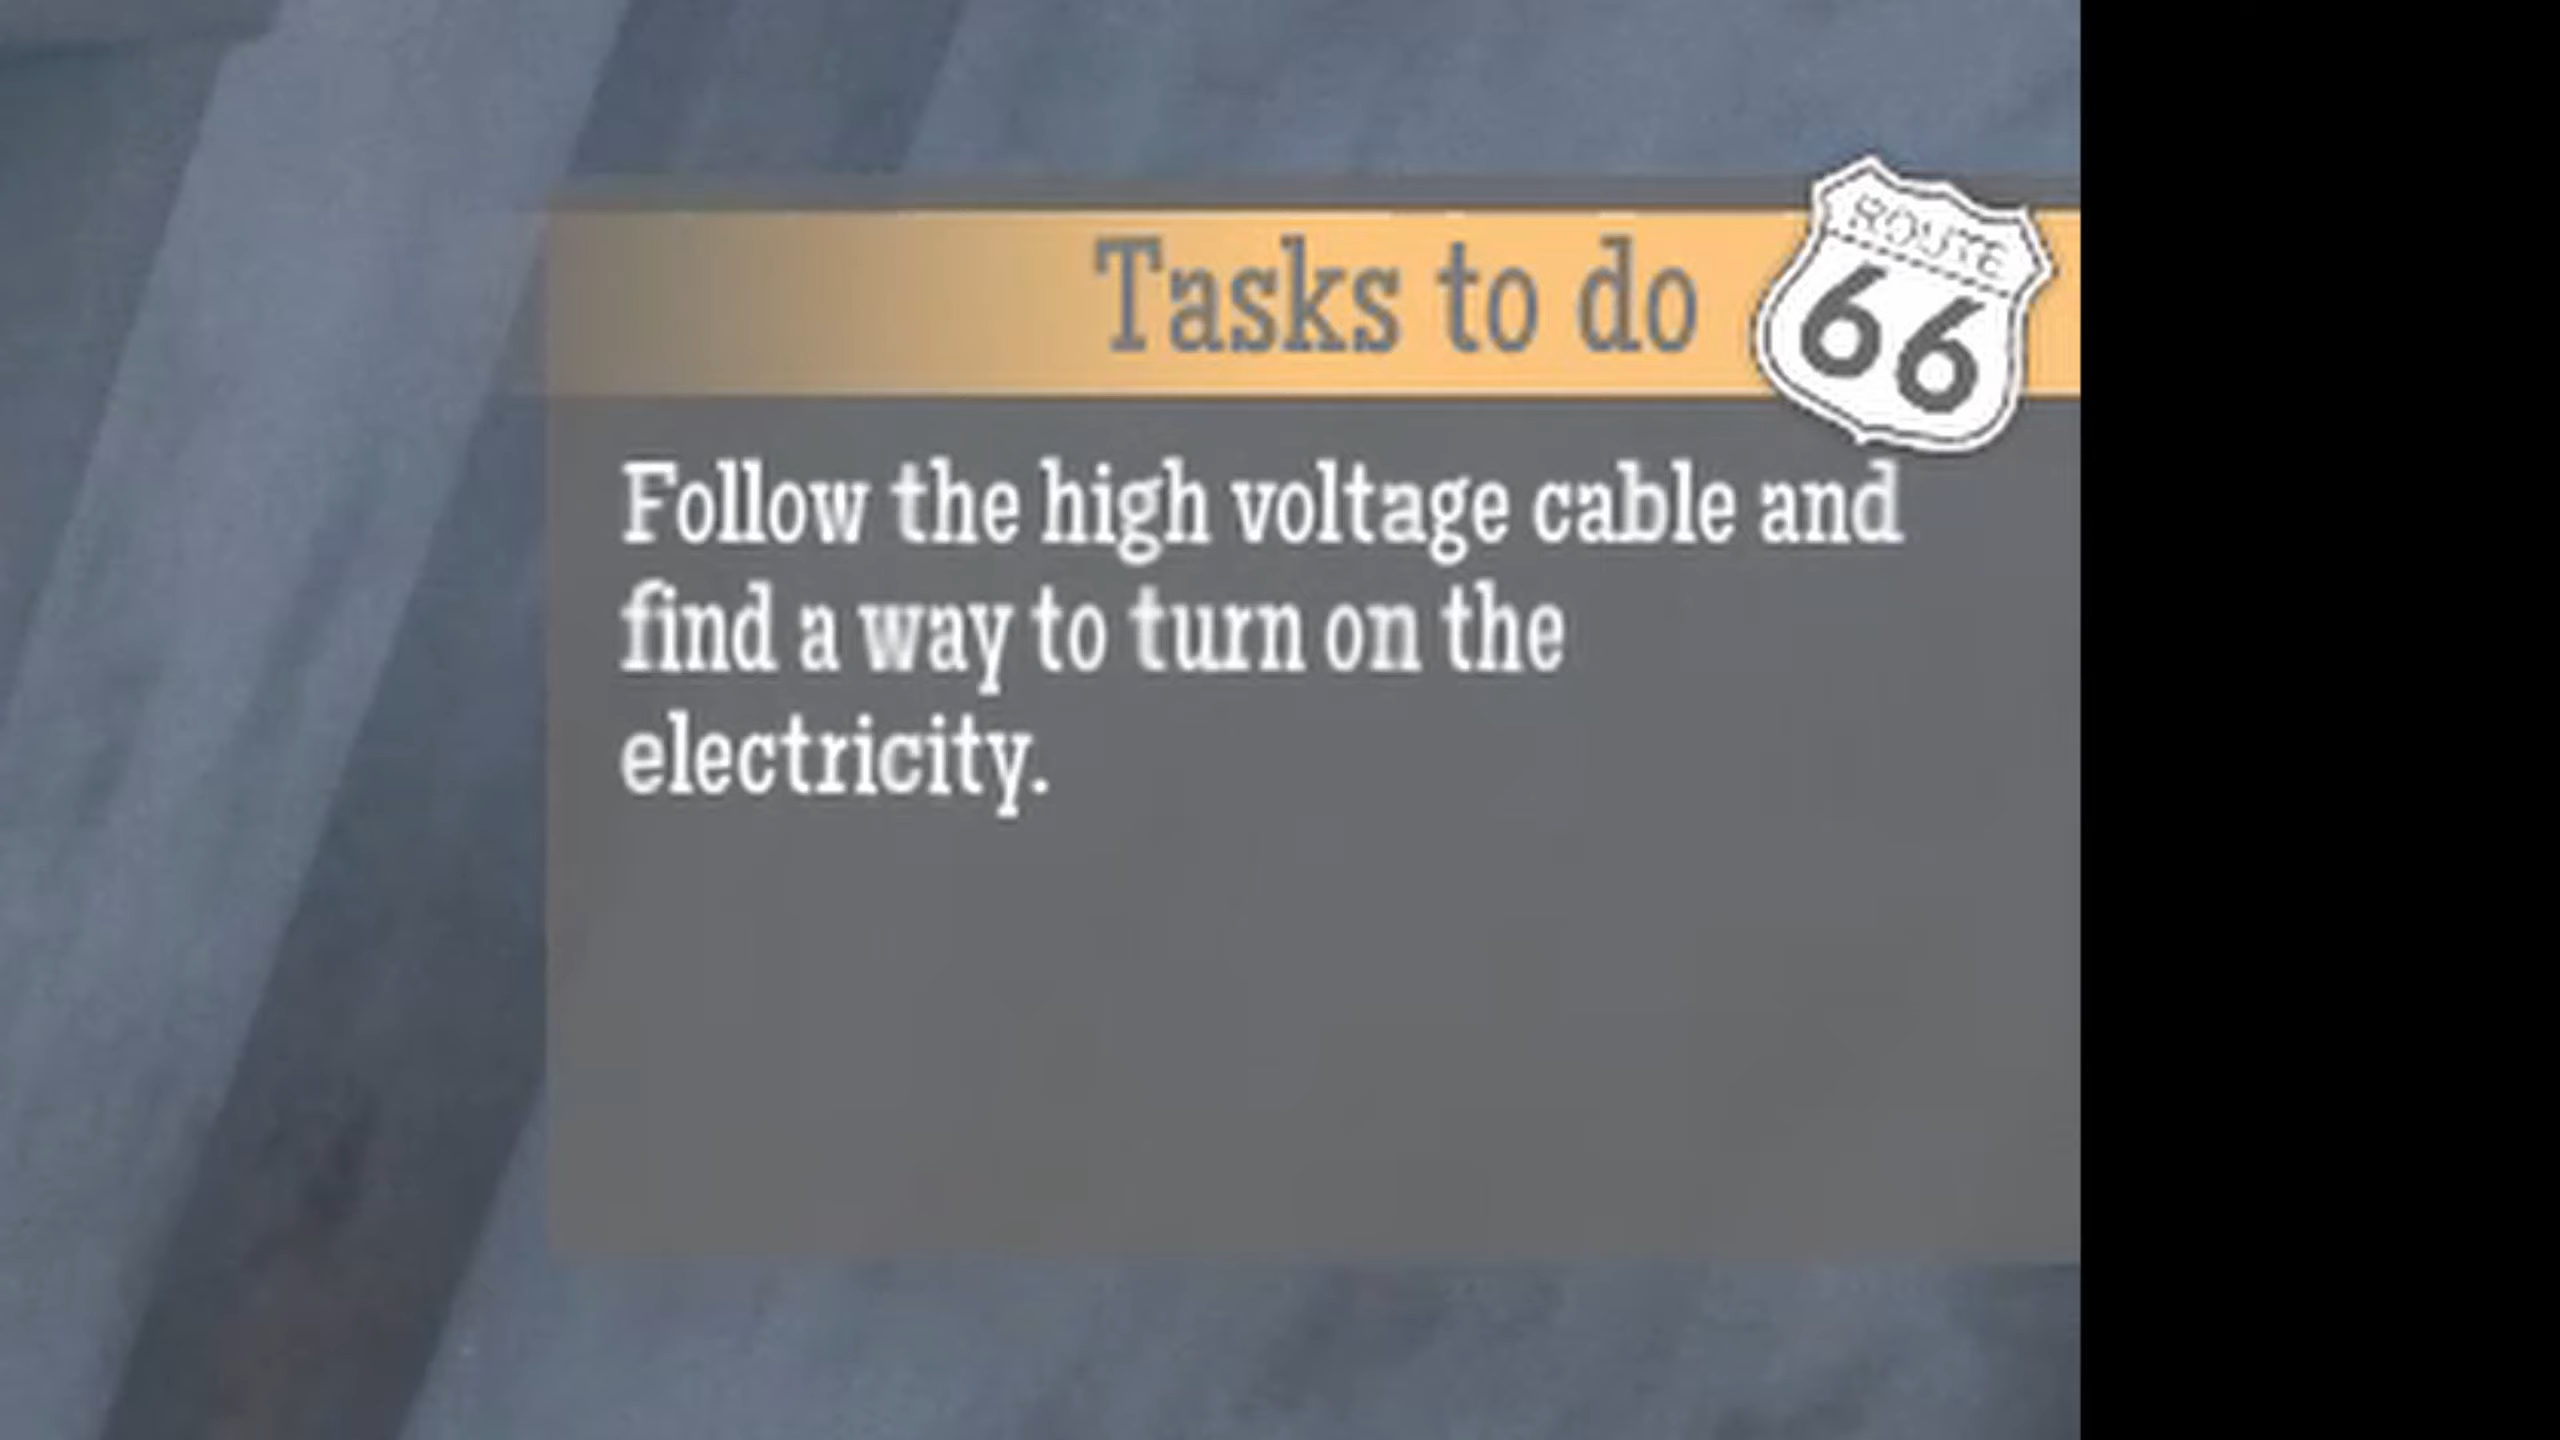 Tasks to do
ROUTE
66
Follow the high voltage cable and
find a way to turn on the
electricity.